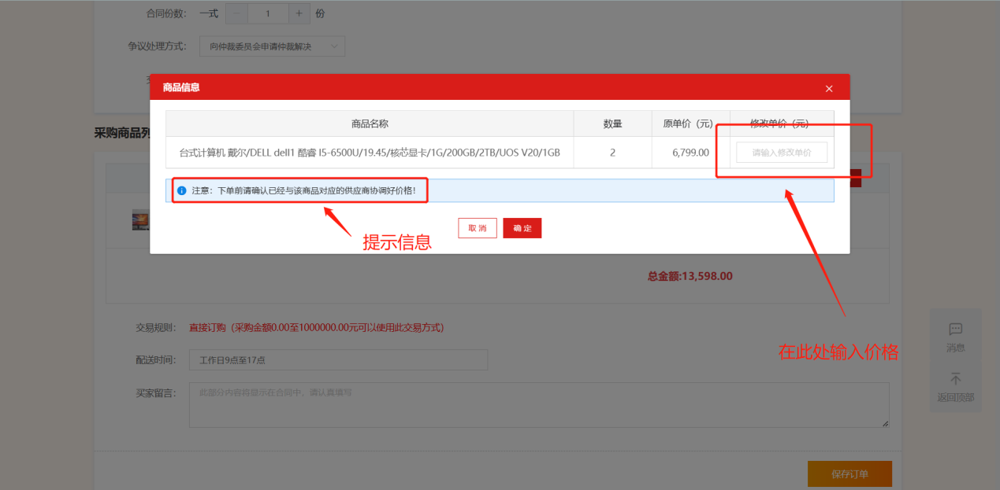 合同份数： 一式 － 1 + 份
争议处理方式： 向仲裁委员会申请仲裁解决
商品信息
采购商品列
商品名称 数量 原单价（元） 修改单价（元）
台式计算机 戴尔/DELL dell1 酷睿 I5-6500U/19.45/核芯显卡/1G/200GB/2TB/UOS V20/1GB 2 6,799.00 请输入修改单价
注意：下单前请确认已经与该商品对应的供应商协调好价格！
取 消 确 定
提示信息
总金额:13,598.00
交易规则： 直接订购（采购金额0.00至1000000.00元可以使用此交易方式）
在此处输入价格
消息
配送时间： 工作日9点至17点
买家留言： 此部分内容将显示在合同中，请认真填写
返回顶部
保存订单